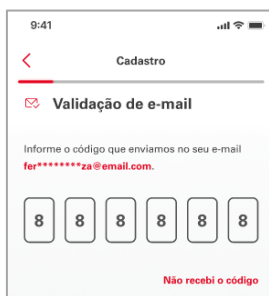 9:41
Cadastro
Validação de e-mail
Informe o código que enviamos no seu e-mail
fer********za@email.com.
8 8 8 8 8 8
Não recebi o código